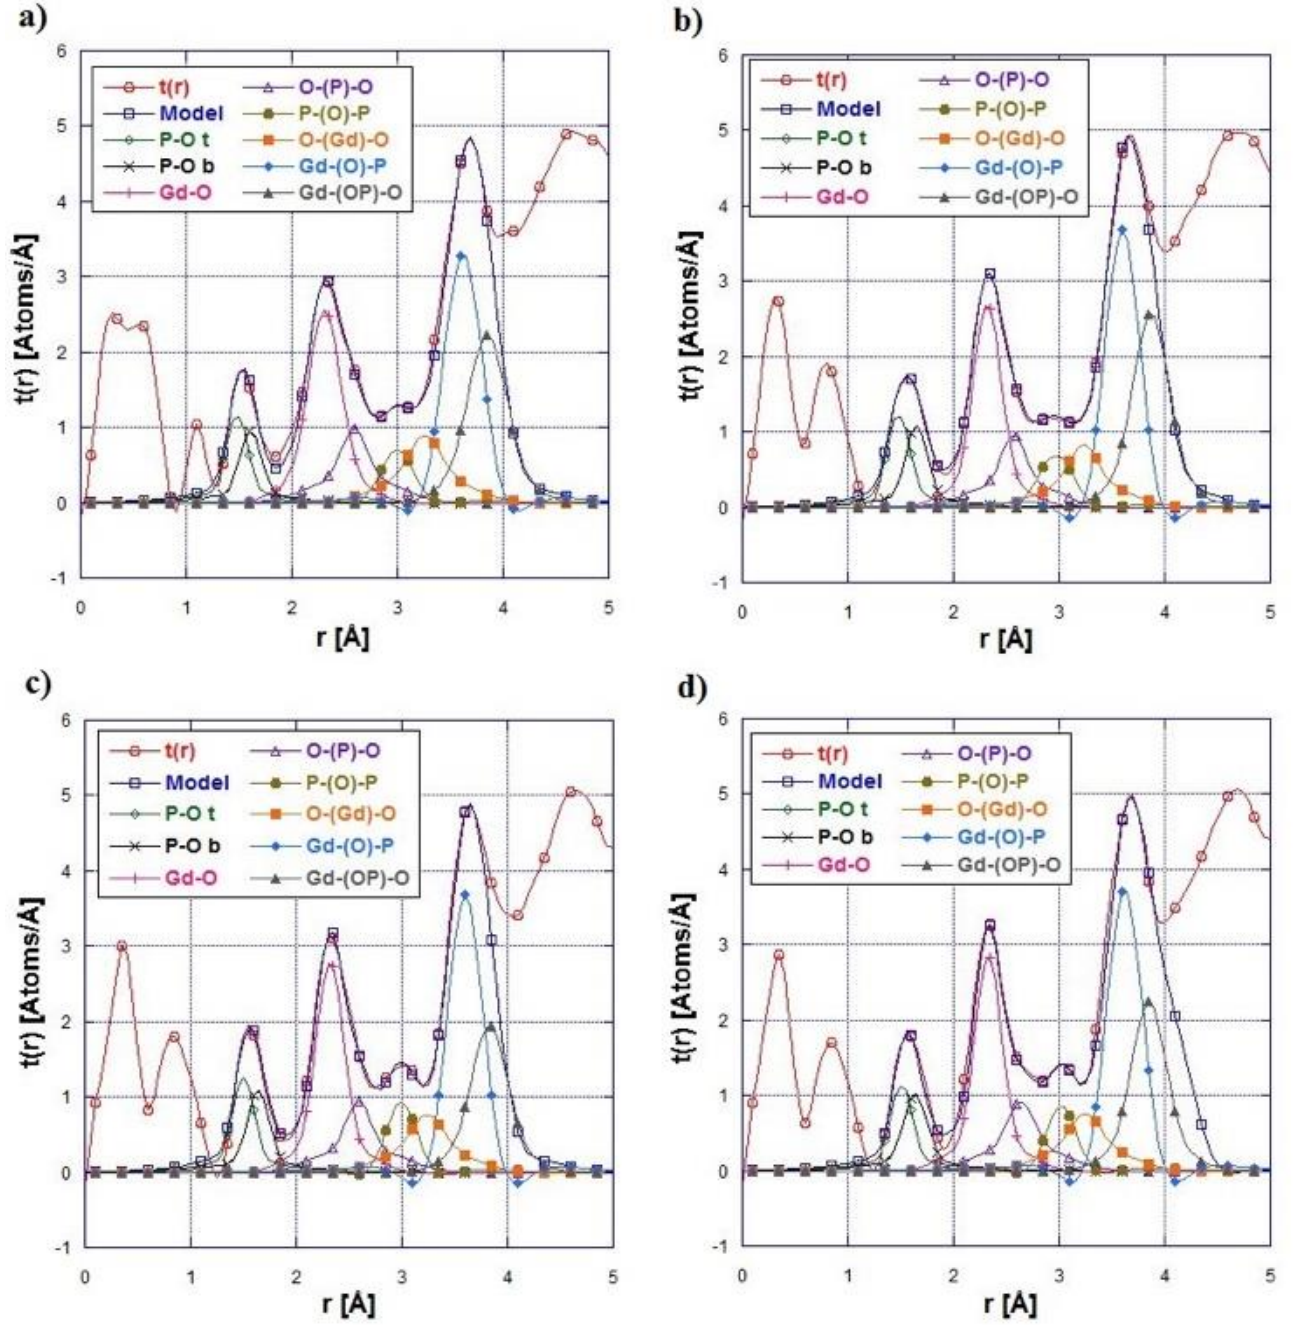 a)
6
5
4
3
2
1
0
-1
t(r) [Atoms/Å]
t(r) O-(P)-O
Model P-(O)-P
P-O t O-(Gd)-O
P-O b Gd-(O)-P
Gd-O Gd-(OP)-O
0 1 2 3 4 5
r [Å]
b)
6
5
4
3
2
1
0
-1
t(r) [Atoms/Å]
t(r) O-(P)-O
Model P-(O)-P
P-O t O-(Gd)-O
P-O b Gd-(O)-P
Gd-O Gd-(OP)-O
0 1 2 3 4 5
r [Å]
c)
6
5
4
3
2
1
0
-1
t(r) [Atoms/Å]
t(r) O-(P)-O
Model P-(O)-P
P-O t O-(Gd)-O
P-O b Gd-(O)-P
Gd-O Gd-(OP)-O
0 1 2 3 4 5
r [Å]
d)
6
5
4
3
2
1
0
-1
t(r) [Atoms/Å]
t(r) O-(P)-O
Model P-(O)-P
P-O t O-(Gd)-O
P-O b Gd-(O)-P
Gd-O Gd-(OP)-O
0 1 2 3 4 5
r [Å]